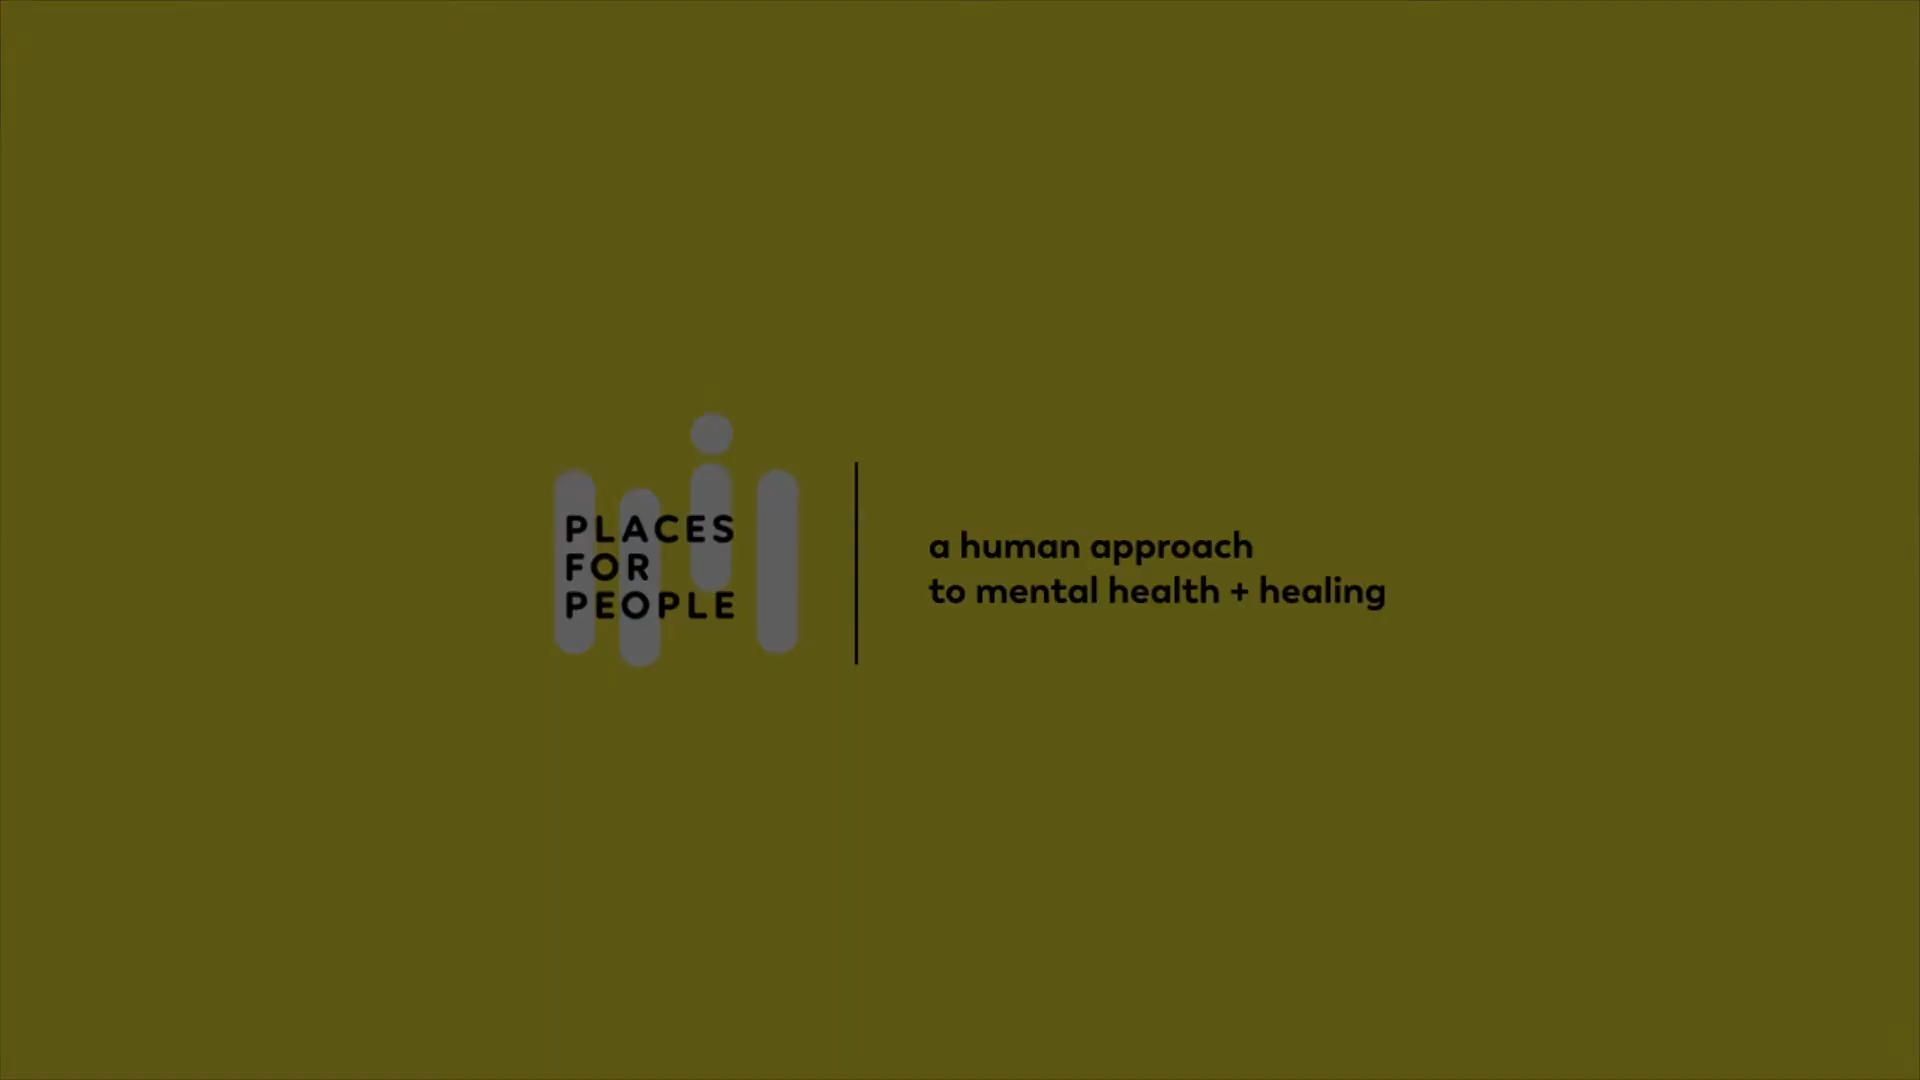 PLACES
FOR
PEOPLE
a human approach
to mental health + healing